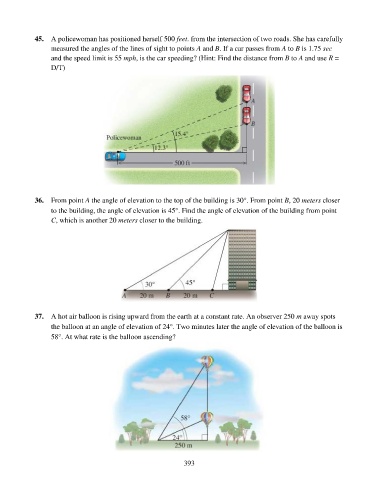 45. A policewoman has positioned herself 500 feet. from the intersection of two roads. She has carefully
measured the angles of the lines of sight to points A and B. If a car passes from A to B is 1.75 sec
and the speed limit is 55 mph, is the car speeding? (Hint: Find the distance from B to A and use R =
D/T)
A
B
15.4°
Policewoman
12.3°
500 ft
36. From point A the angle of elevation to the top of the building is 30°. From point B, 20 meters closer
to the building, the angle of elevation is 45°. Find the angle of elevation of the building from point
C, which is another 20 meters closer to the building.
30° 45°
A 20 m B 20 m C
37. A hot air balloon is rising upward from the earth at a constant rate. An observer 250 m away spots
the balloon at an angle of elevation of 24°. Two minutes later the angle of elevation of the balloon is
58°. At what rate is the balloon ascending?
58°
24°
250 m
393